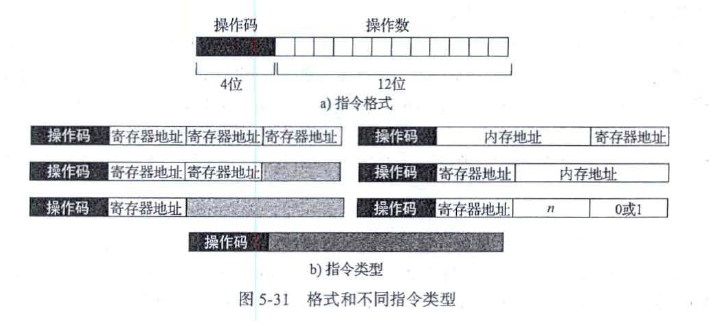 操作码 操作数
4位 12位
a) 指令格式
操作码 寄存器地址 寄存器地址 寄存器地址 操作码 内存地址 寄存器地址
操作码 寄存器地址 寄存器地址 操作码 寄存器地址 内存地址
操作码 寄存器地址 操作码 寄存器地址 n 0或1
操作码
b) 指令类型
图 5-31 格式和不同指令类型